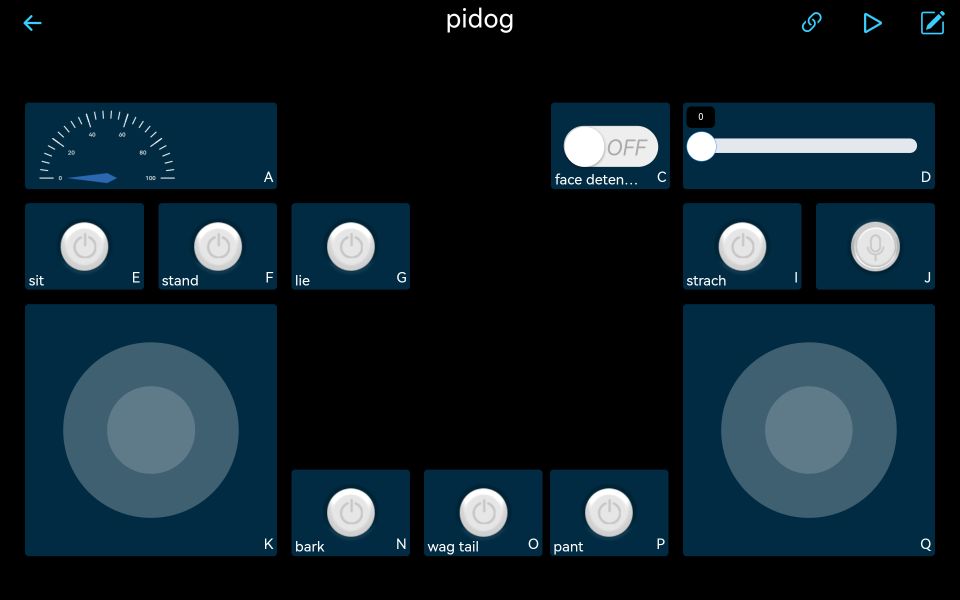 pidog
0
40 60
20 80
0 100
A
OFF
face deten...
C
D
sit E
stand F
lie G
strach I
J
K
bark N
wag tail O
pant P
Q